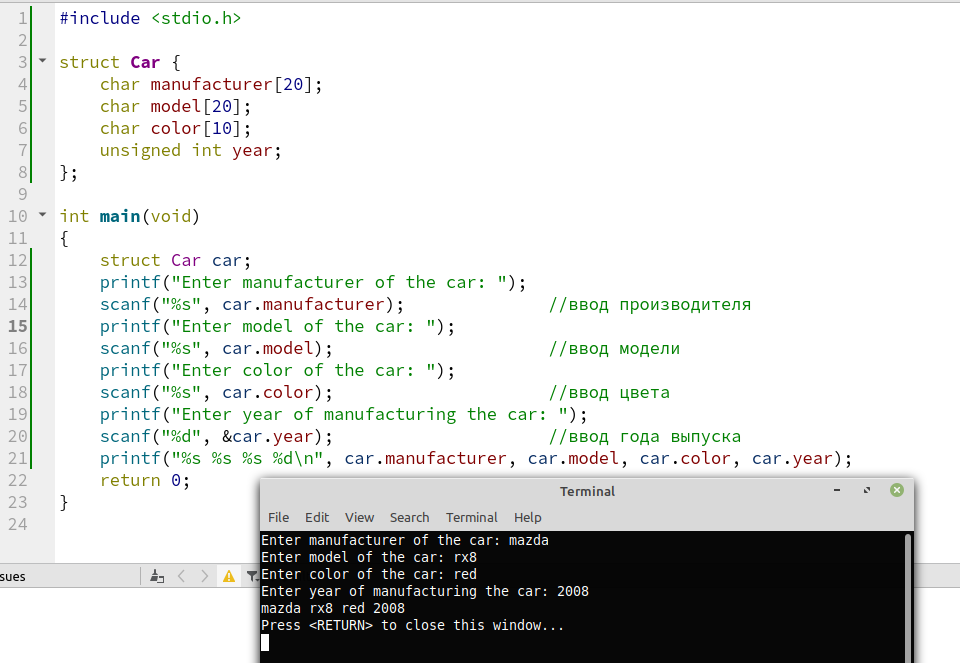 1 #include <stdio.h>
2
3 struct Car {
4     char manufacturer[20];
5     char model[20];
6     char color[10];
7     unsigned int year;
8 };
9
10 int main(void)
11 {
12     struct Car car;
13     printf("Enter manufacturer of the car: ");
14     scanf("%s", car.manufacturer);              //ввод производителя
15     printf("Enter model of the car: ");
16     scanf("%s", car.model);                     //ввод модели
17     printf("Enter color of the car: ");
18     scanf("%s", car.color);                     //ввод цвета
19     printf("Enter year of manufacturing the car: ");
20     scanf("%d", &car.year);                     //ввод года выпуска
21     printf("%s %s %s %d\n", car.manufacturer, car.model, car.color, car.year);
22     return 0;
23 }
24
sues
Terminal
File Edit View Search Terminal Help
Enter manufacturer of the car: mazda
Enter model of the car: rx8
Enter color of the car: red
Enter year of manufacturing the car: 2008
mazda rx8 red 2008
Press <RETURN> to close this window...